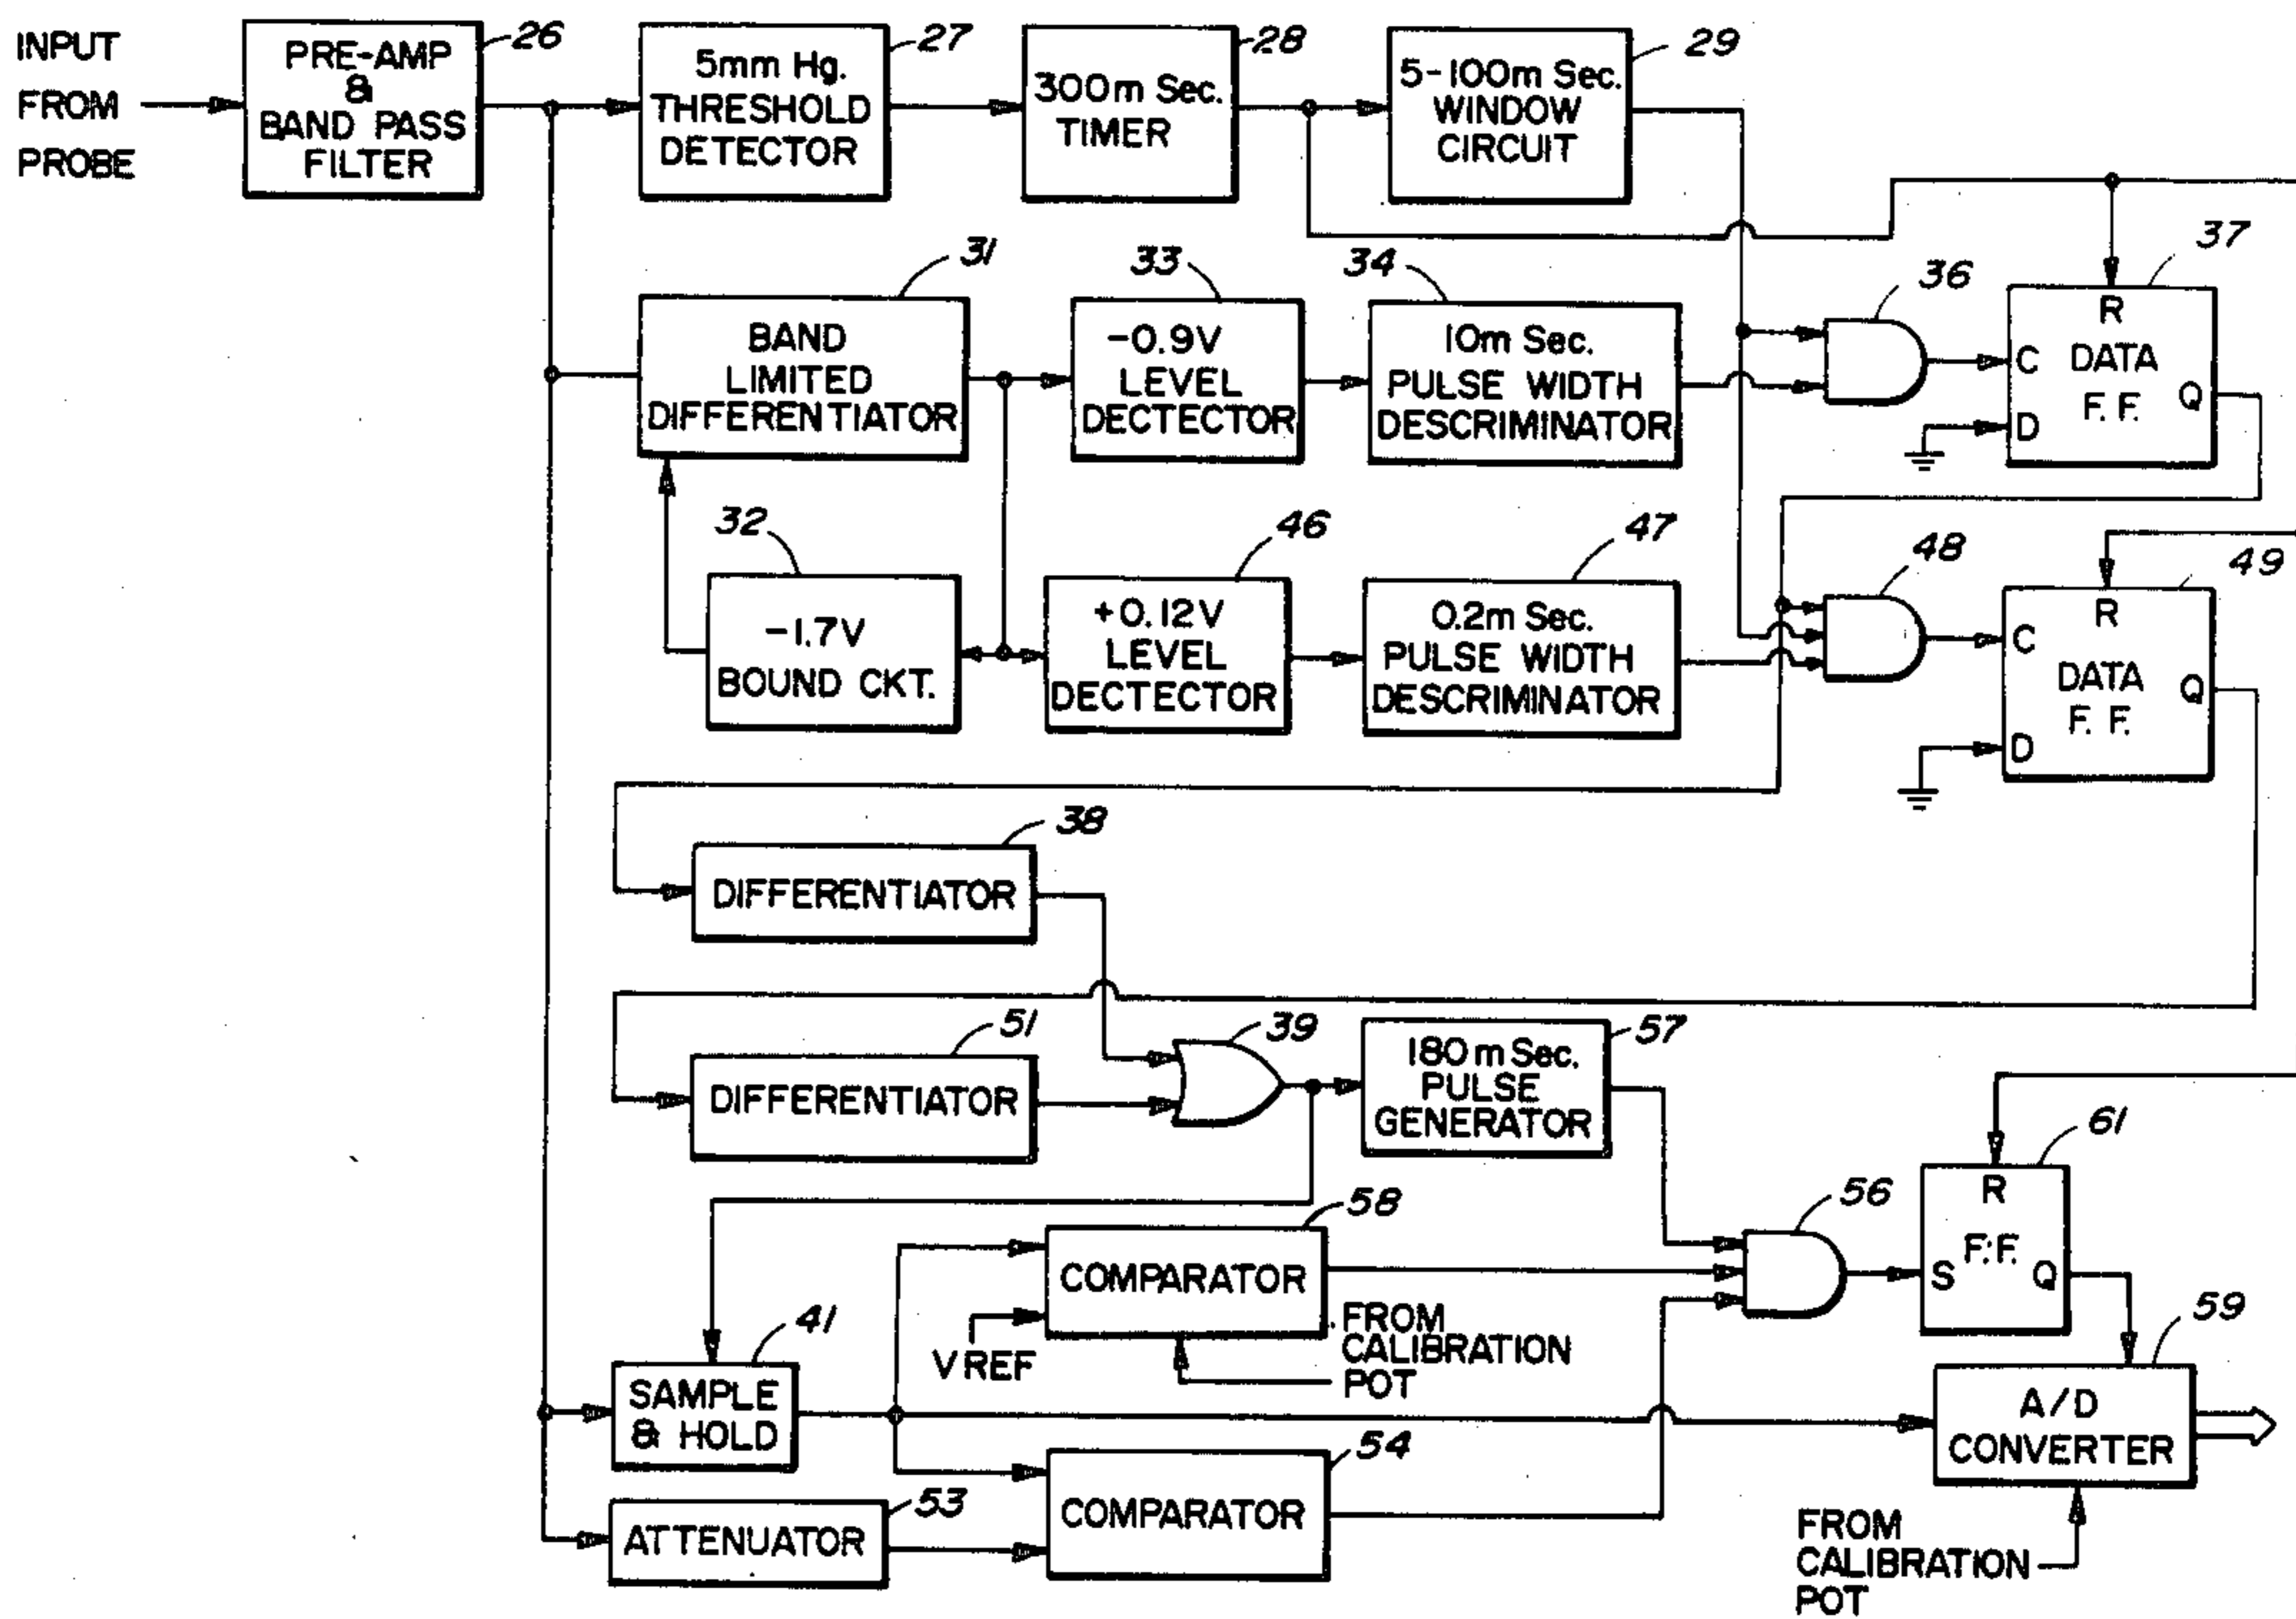 INPUT
FROM
PROBE
PRE-AMP
&
BAND PASS
FILTER
26
5mm Hg.
THRESHOLD
DETECTOR
27
300m Sec.
TIMER
28
5-100m Sec.
WINDOW
CIRCUIT
29
BAND
LIMITED
DIFFERENTIATOR
31
-0.9V
LEVEL
DECTECTOR
33
10m Sec.
PULSE WIDTH
DESCRIMINATOR
34
36
R
C DATA
F. F. Q
D
37
-1.7V
BOUND CKT.
32
+0.12V
LEVEL
DECTECTOR
46
0.2m Sec.
PULSE WIDTH
DESCRIMINATOR
47
48
R
C
DATA Q
F. F.
D
49
DIFFERENTIATOR
38
DIFFERENTIATOR
51
39
180m Sec.
PULSE
GENERATOR
57
COMPARATOR
58
V REF
FROM
CALIBRATION
POT
56
R
F.F.
S Q
61
SAMPLE
& HOLD
41
ATTENUATOR
53
COMPARATOR
54
A/D
CONVERTER
59
FROM
CALIBRATION
POT